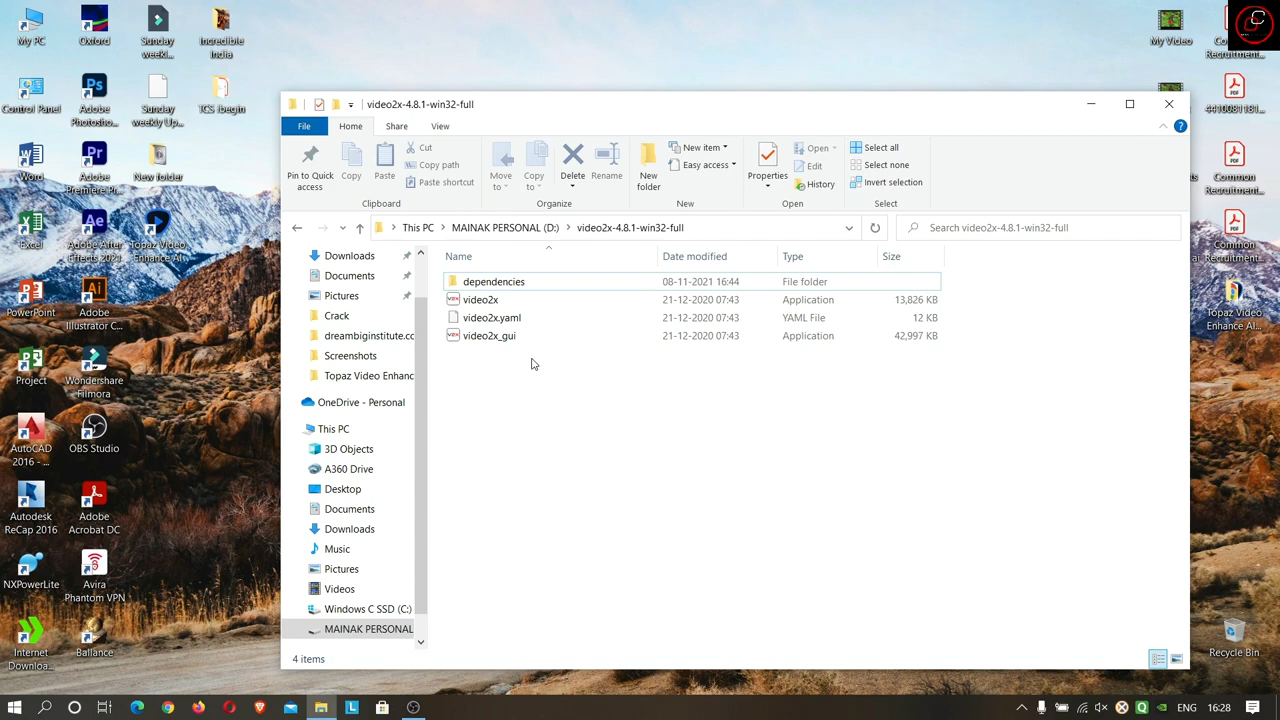 My PC
Oxford
Sunday weekl...
Incredible India
My Video
Co...
Recruitment...
Control Panel
Adobe Photosho...
Sunday weekly Up...
TCS ibegin
4410081181...
Word
Adobe Premiere Pr...
New folder
Common Recruitment...
Excel
Adobe After Effects 2021
Topaz Video Enhance AI
Common Recruitment...
PowerPoint
Adobe Illustrator C...
Topaz Video Enhance AI...
Project
Wondershare Filmora
AutoCAD 2016 - ...
OBS Studio
Autodesk ReCap 2016
Adobe Acrobat DC
NXPowerLite
Avira Phantom VPN
Internet Downloa...
Ballance
Recycle Bin
video2x-4.8.1-win32-full
File
Home
Share
View
Pin to Quick access
Copy
Paste
Cut
Copy path
Paste shortcut
Clipboard
Move to
Copy to
Delete
Rename
Organize
New folder
New item
Easy access
New
Properties
Open
Edit
History
Open
Select all
Select none
Invert selection
Select
This PC
MAINAK PERSONAL (D:)
video2x-4.8.1-win32-full
Search video2x-4.8.1-win32-full
Downloads
Documents
Pictures
Crack
dreambiginstitute.cc
Screenshots
Topaz Video Enhanc
OneDrive - Personal
This PC
3D Objects
A360 Drive
Desktop
Documents
Downloads
Music
Pictures
Videos
Windows C SSD (C:)
MAINAK PERSONAL
Name Date modified Type Size
dependencies 08-11-2021 16:44 File folder
video2x 21-12-2020 07:43 Application 13,826 KB
video2x.yaml 21-12-2020 07:43 YAML File 12 KB
video2x_gui 21-12-2020 07:43 Application 42,997 KB
4 items
ENG
16:28